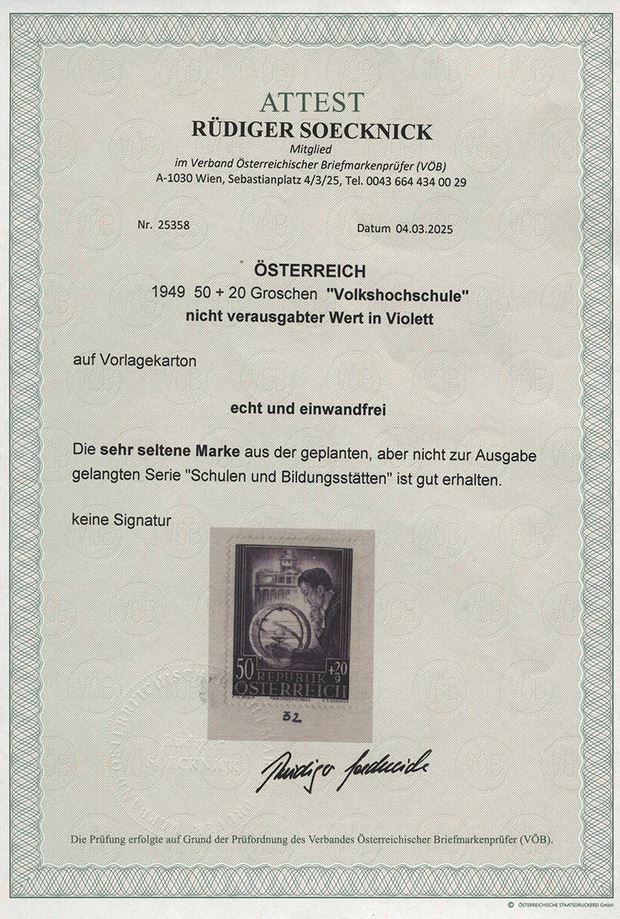 ATTEST
RÜDIGER SOECKNICK
Mitglied
im Verband Österreichischer Briefmarkenprüfer (VÖB)
A-1030 Wien, Sebastianplatz 4/3/25, Tel. 0043 664 434 00 29
Nr. 25358
Datum 04.03.2025
ÖSTERREICH
1949 50 + 20 Groschen "Volkshochschule"
nicht verausgabter Wert in Violett
auf Vorlagekarton
echt und einwandfrei
Die sehr seltene Marke aus der geplanten, aber nicht zur Ausgabe
gelangten Serie "Schulen und Bildungsstätten" ist gut erhalten.
keine Signatur
50 +20 g
REPUBLIK
ÖSTERREICH
32
Rüdiger Soecknick
Die Prüfung erfolgte auf Grund der Prüfordnung des Verbandes Österreichischer Briefmarkenprüfer (VÖB).
© ÖSTERREICHISCHE STAATSDRUCKEREI GmbH